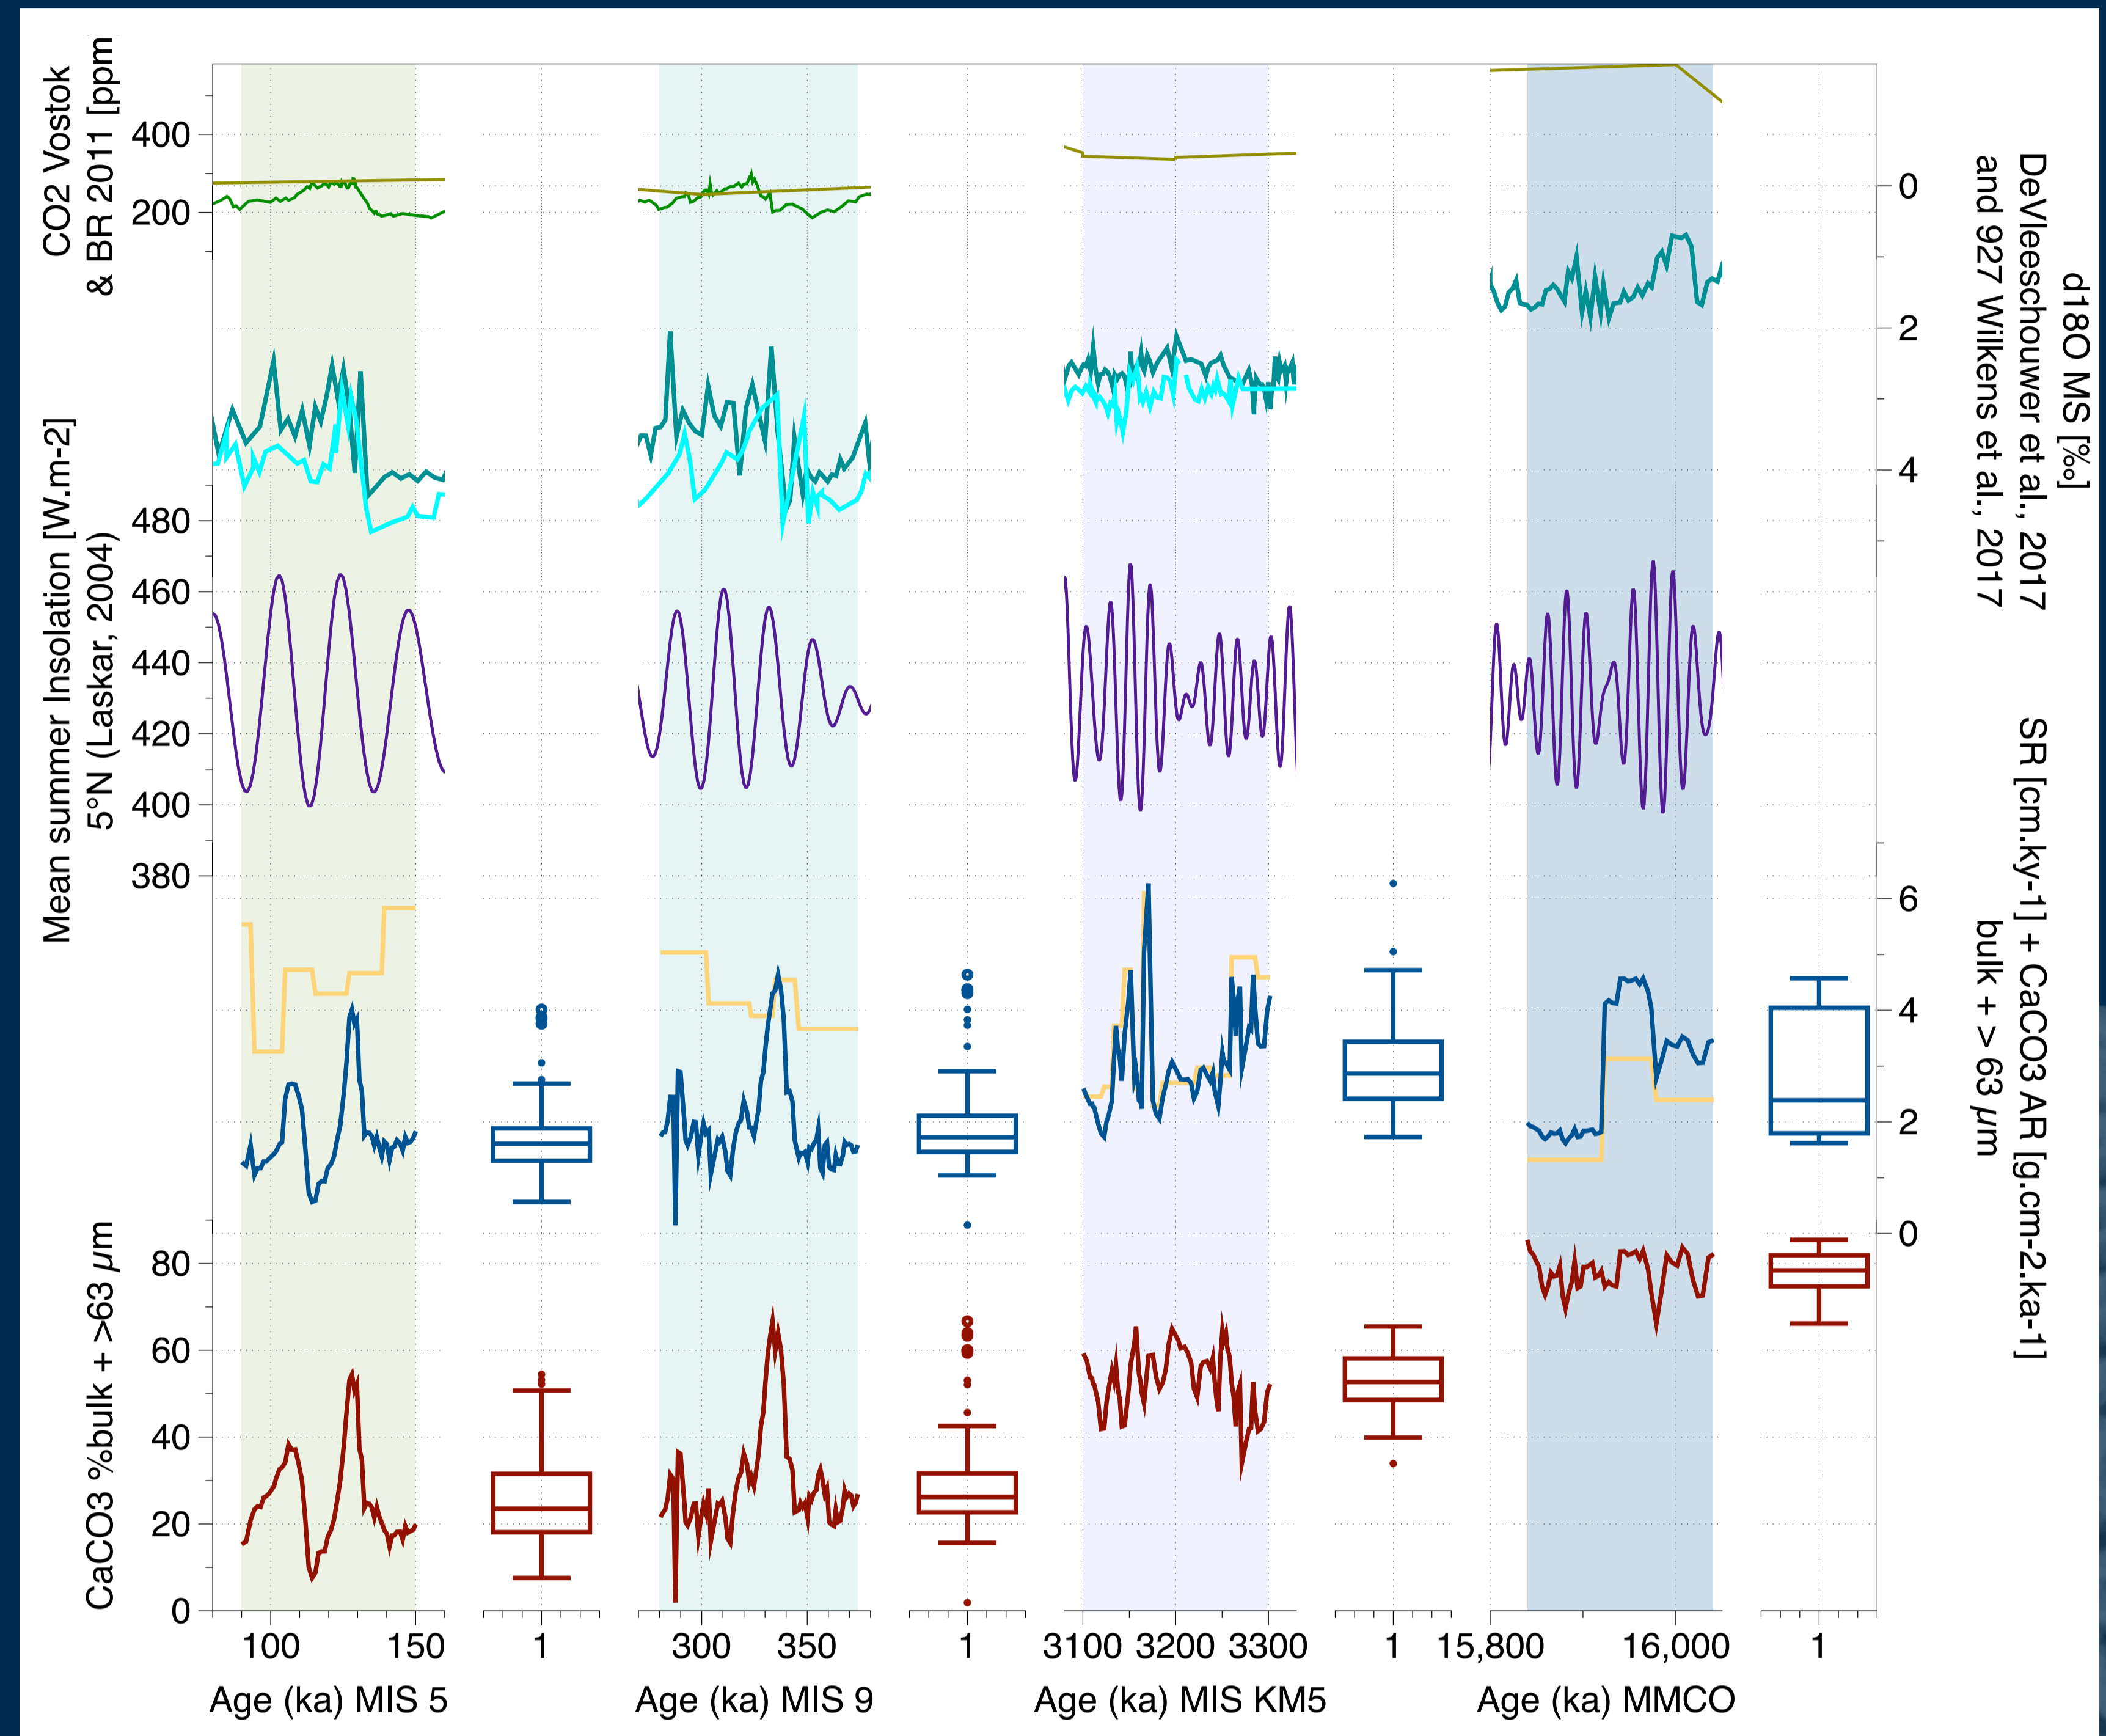 CO2 Vostok
& BR 2011 [ppm
400
200
Mean summer Insolation [W.m-2]
5°N (Laskar, 2004)
480
460
440
420
400
380
CaCO3 %bulk + >63 µm
80
60
40
20
0
d18O MS [‰]
DeVleeschouwer et al., 2017
and 927 Wilkens et al., 2017
0
2
4
SR [cm.ky-1] + CaCO3 AR [g.cm-2.ka-1]
bulk + > 63 µm
6
4
2
0
100 150 1 300 350 1 3100 3200 3300 1 15,800 16,000 1
Age (ka) MIS 5 Age (ka) MIS 9 Age (ka) MIS KM5 Age (ka) MMCO